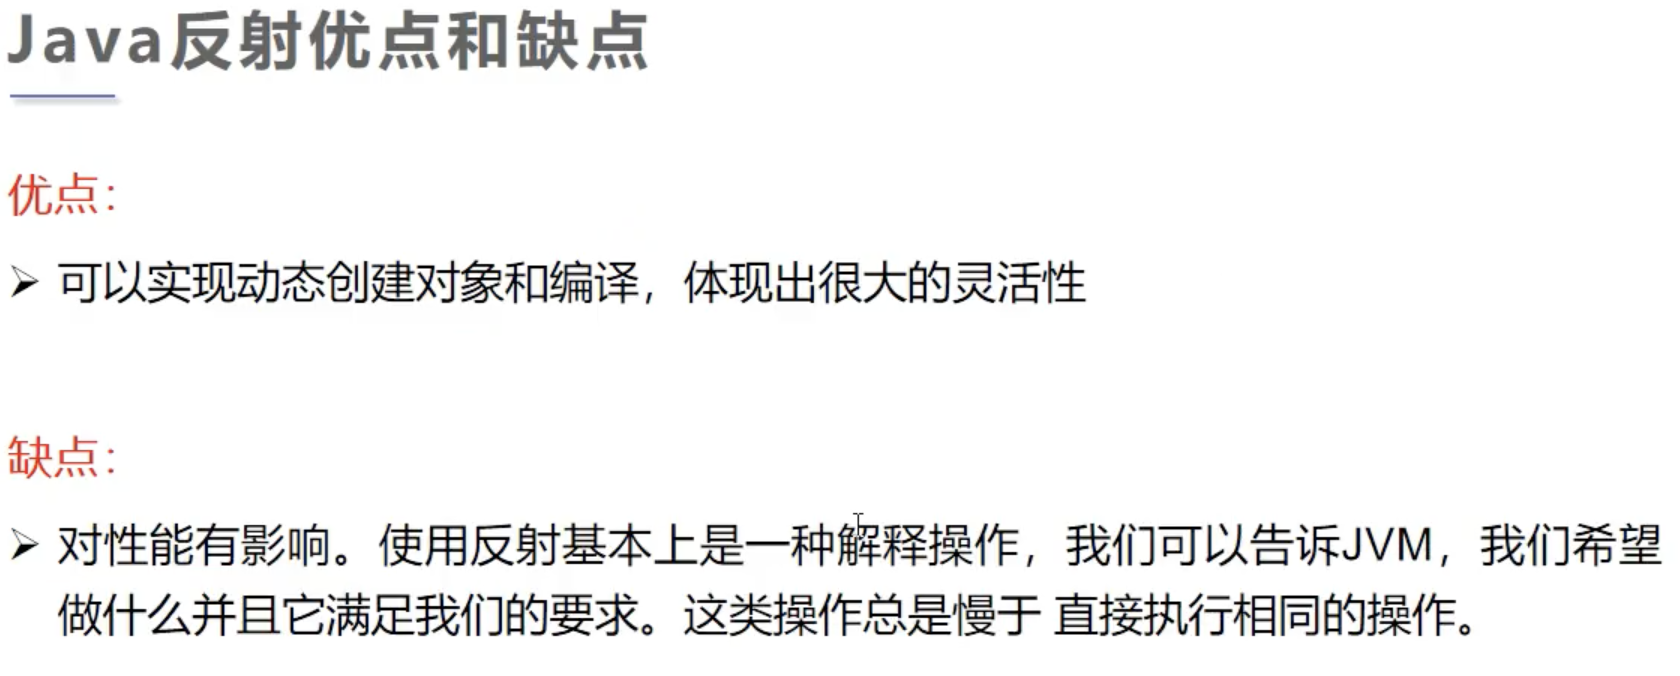 Java反射优点和缺点
优点：
➢ 可以实现动态创建对象和编译，体现出很大的灵活性
缺点：
➢ 对性能有影响。使用反射基本上是一种解释操作，我们可以告诉JVM，我们希望
做什么并且它满足我们的要求。这类操作总是慢于 直接执行相同的操作。